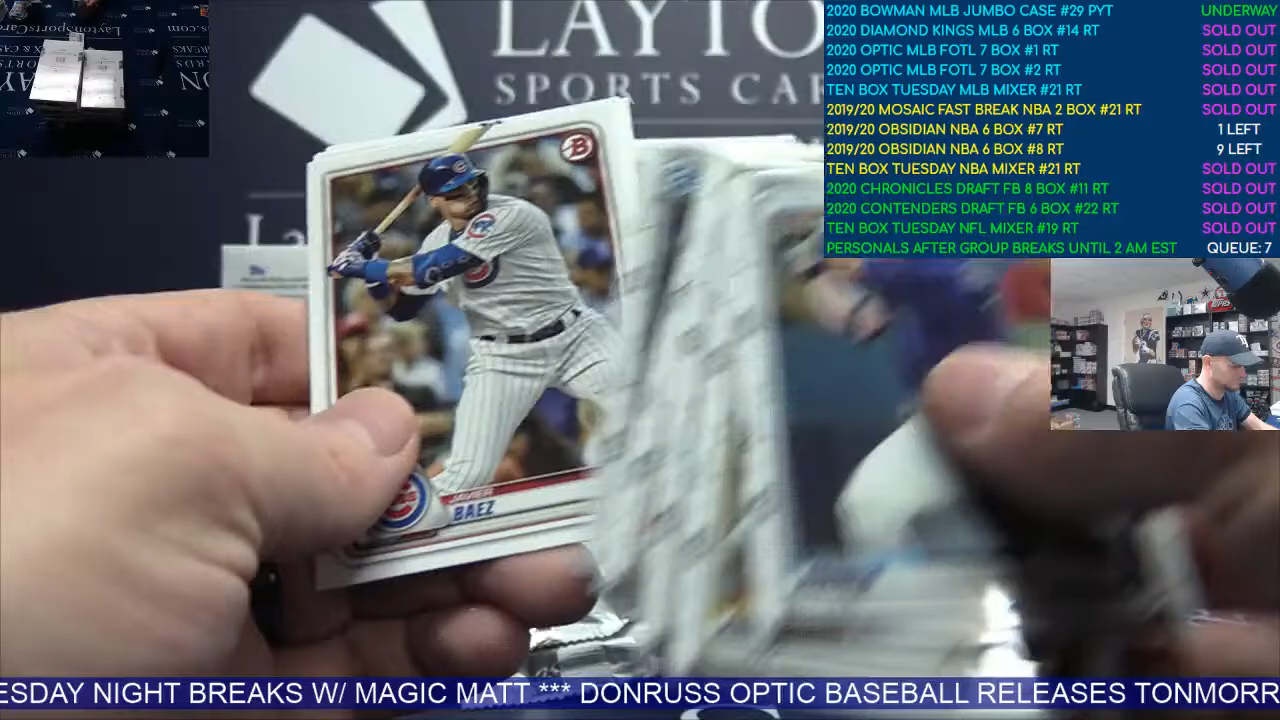 LaytonSportsCards
LAYTO
SPORTS CAR
La
2020 BOWMAN MLB JUMBO CASE #29 PYT UNDERWAY
2020 DIAMOND KINGS MLB 6 BOX #14 RT SOLD OUT
2020 OPTIC MLB FOTL 7 BOX #1 RT SOLD OUT
2020 OPTIC MLB FOTL 7 BOX #2 RT SOLD OUT
TEN BOX TUESDAY MLB MIXER #21 RT SOLD OUT
2019/20 MOSAIC FAST BREAK NBA 2 BOX #21 RT SOLD OUT
2019/20 OBSIDIAN NBA 6 BOX #7 RT 1 LEFT
2019/20 OBSIDIAN NBA 6 BOX #8 RT 9 LEFT
TEN BOX TUESDAY NBA MIXER #21 RT SOLD OUT
2020 CHRONICLES DRAFT FB 8 BOX #11 RT SOLD OUT
2020 CONTENDERS DRAFT FB 6 BOX #22 RT SOLD OUT
TEN BOX TUESDAY NFL MIXER #19 RT SOLD OUT
PERSONALS AFTER GROUP BREAKS UNTIL 2 AM EST QUEUE: 7
B
JAVIER
BAEZ
ESDAY NIGHT BREAKS W/ MAGIC MATT *** DONRUSS OPTIC BASEBALL RELEASES TONMORR